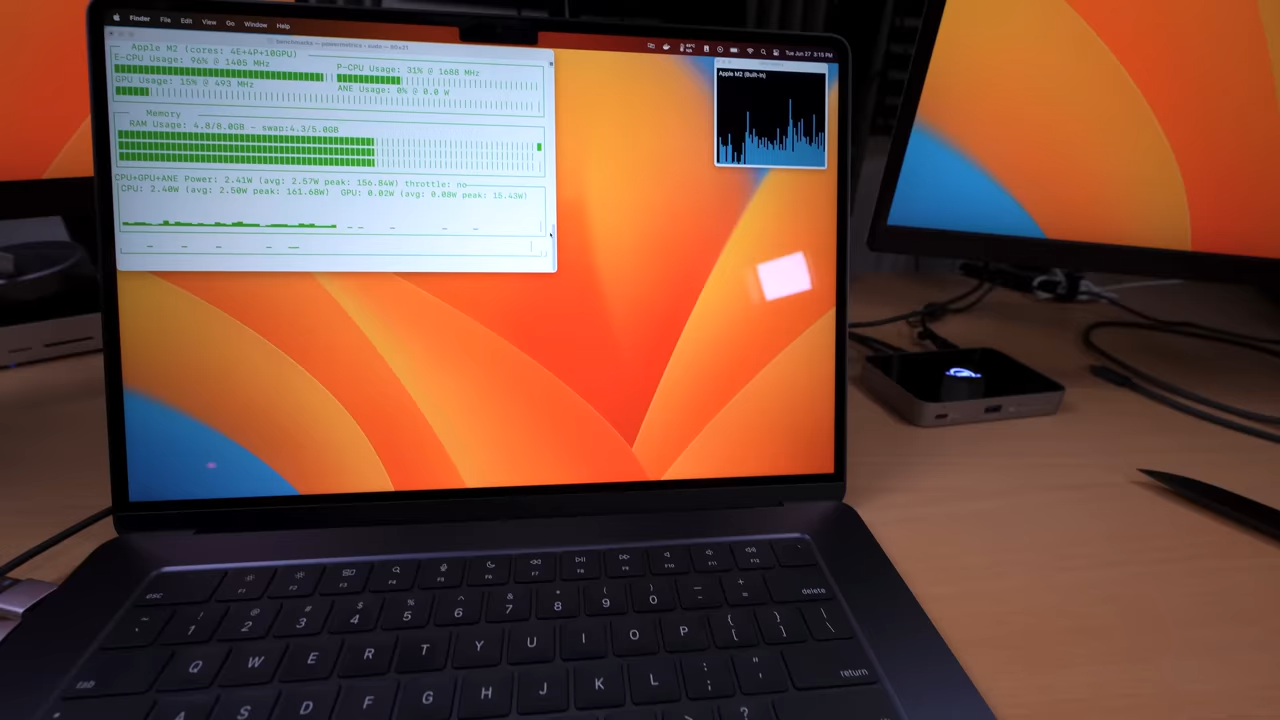 Finder File Edit View Go Window Help
Tue Jun 27 3:15 PM
Apple M2 (cores: 4E+4P+10GPU)
E-CPU Usage: 96% @ 1405 MHz
P-CPU Usage: 31% @ 1688 MHz
GPU Usage: 15% @ 493 MHz
ANE Usage: 0% @ 0.0 W
Memory
RAM Usage: 4.8/8.0GB - swap:4.3/5.0GB
CPU+GPU+ANE Power: 2.41W (avg: 2.57W peak: 156.84W) throttle: no
CPU: 2.40W (avg: 2.50W peak: 161.68W) GPU: 0.02W (avg: 0.08W peak: 15.43W)
Apple M2 (Built-In)
esc F1 F2 F3 F4 F5 F6 F7 F8 F9 F10 F11 F12
~ ! @ # $ % ^ & * ( ) _ +
1 2 3 4 5 6 7 8 9 0 - = delete
tab Q W E R T Y U I O P { [ } ] | \
A S D F G H J K L : ; " ' return
?